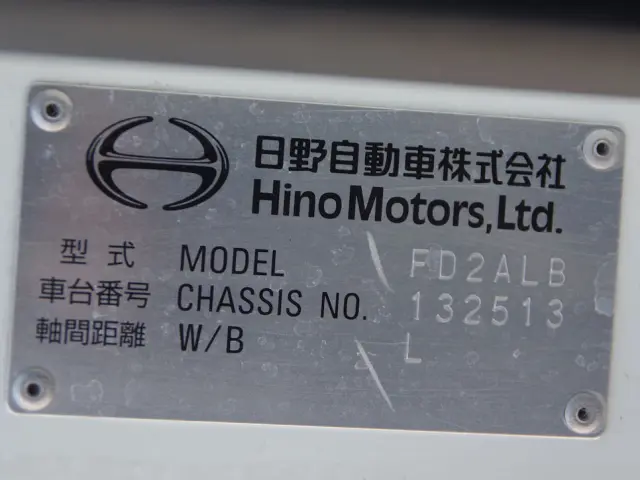 日野自動車株式会社
Hino Motors, Ltd.
型式 MODEL FD2ALB
車台番号 CHASSIS NO. 132513
軸間距離 W/B L